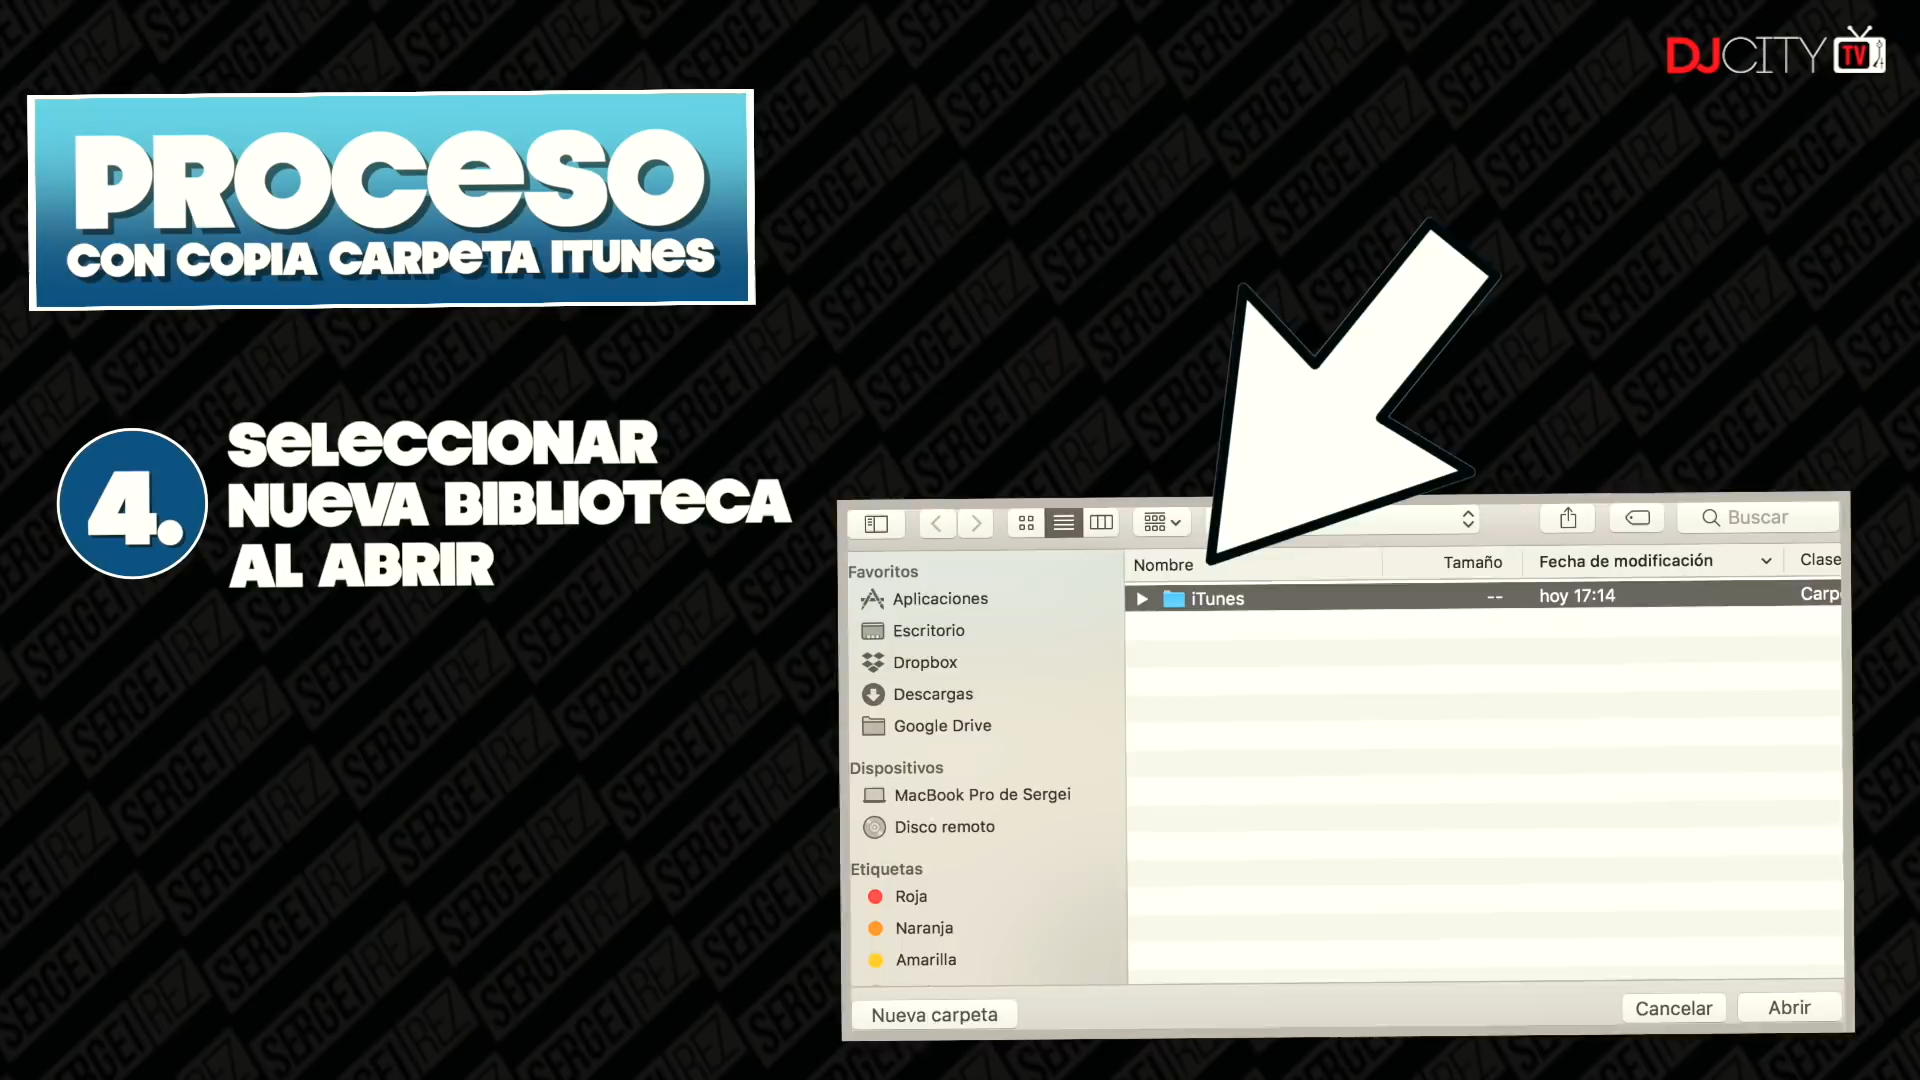 DJCITY TV
PROCESO
CON COPIA CARPETA ITUNES
4. SELECCIONAR
NUEVA BIBLIOTECA
AL ABRIR
Buscar
Nombre Tamaño Fecha de modificación Clase
iTunes -- hoy 17:14 Carp
Favoritos
Aplicaciones
Escritorio
Dropbox
Descargas
Google Drive
Dispositivos
MacBook Pro de Sergei
Disco remoto
Etiquetas
Roja
Naranja
Amarilla
Nueva carpeta Cancelar Abrir
SERGEI REZ